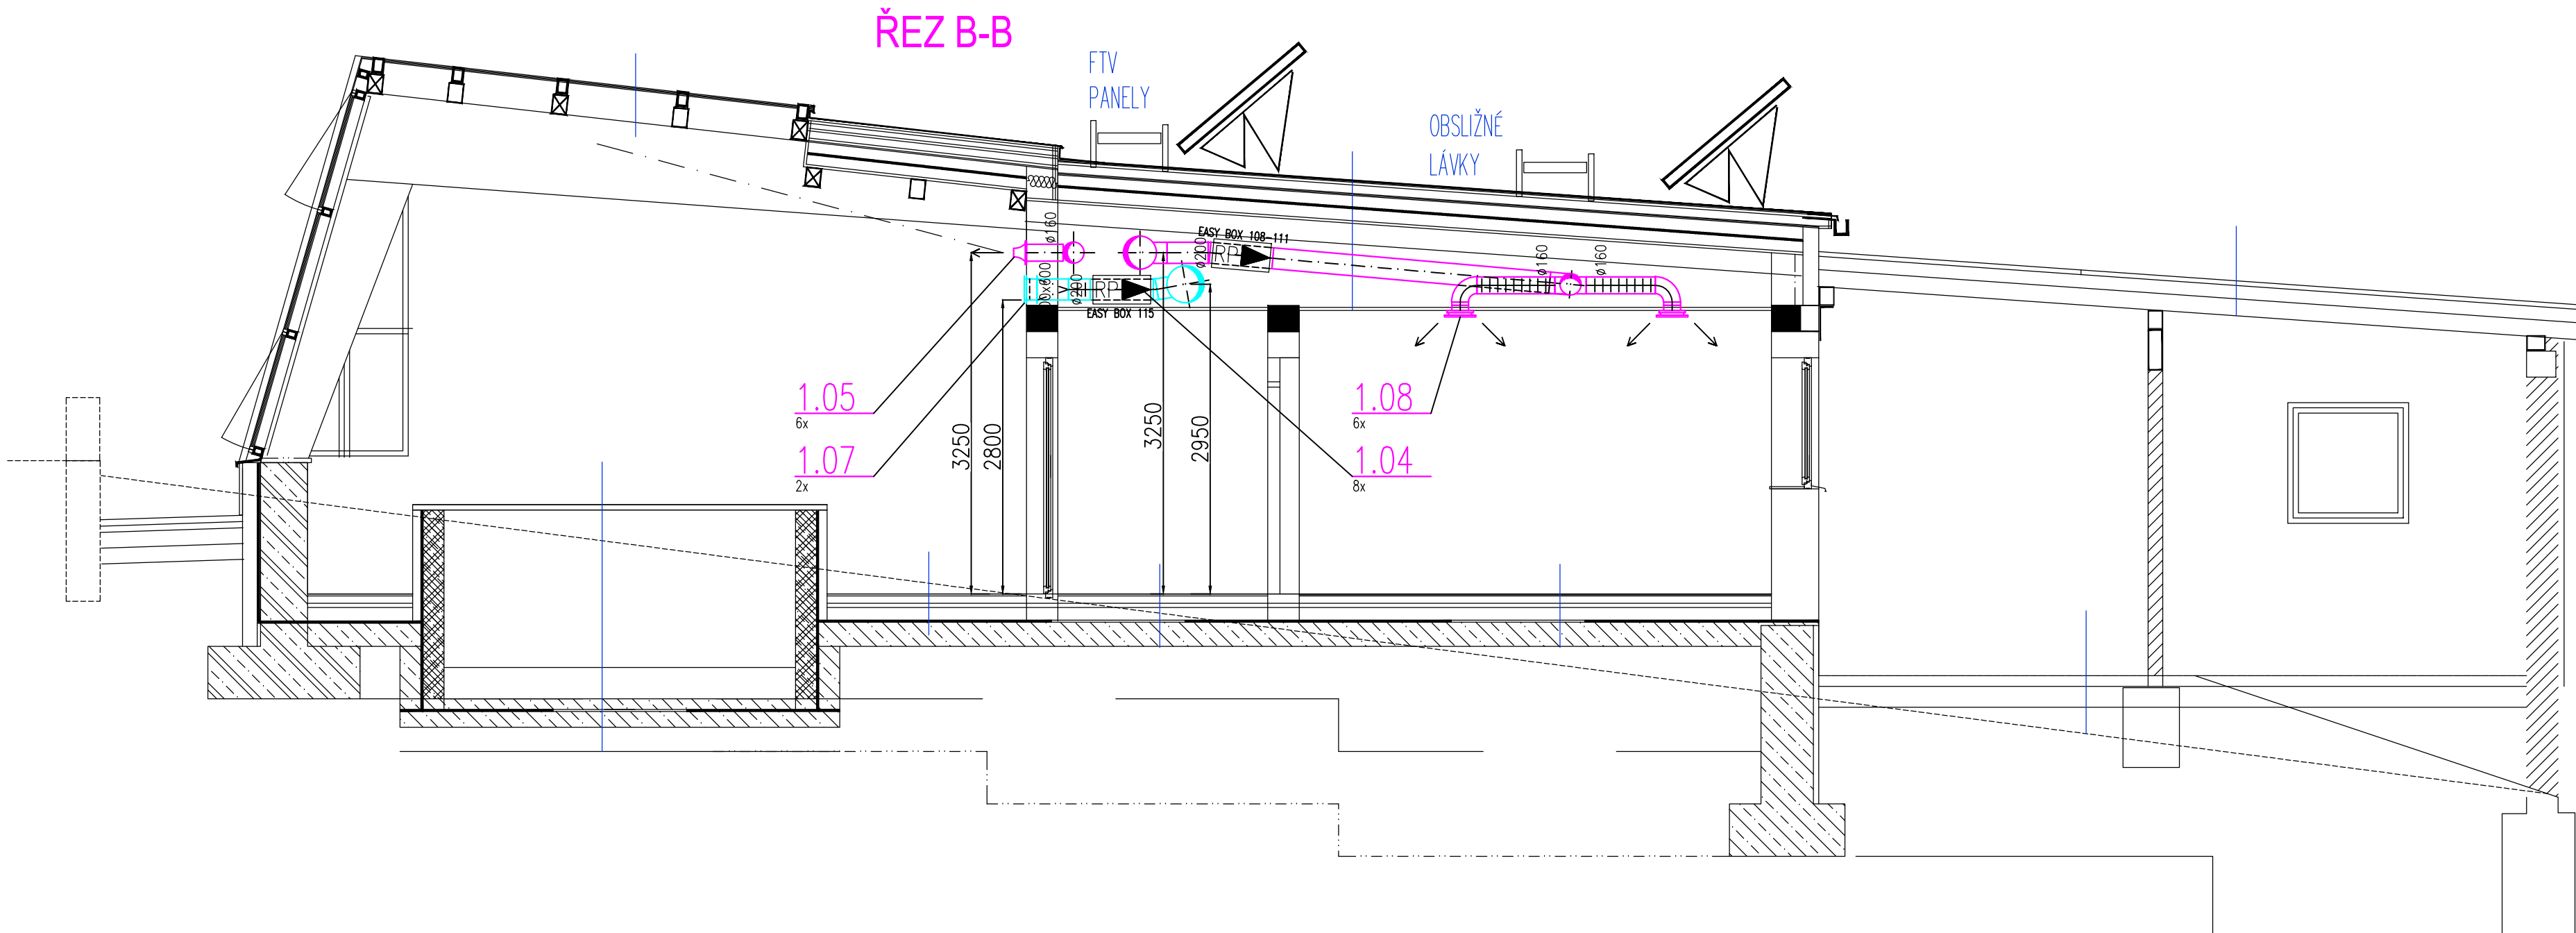 ŘEZ B-B
FTV
PANELY
OBSLIŽNÉ
LÁVKY
ø160
ø200
EASY BOX 108-111
RP
ø160
ø160
ø200
RP
EASY BOX 115
1.05
6x
1.07
2x
3250
2800
3250
2950
1.08
6x
1.04
8x